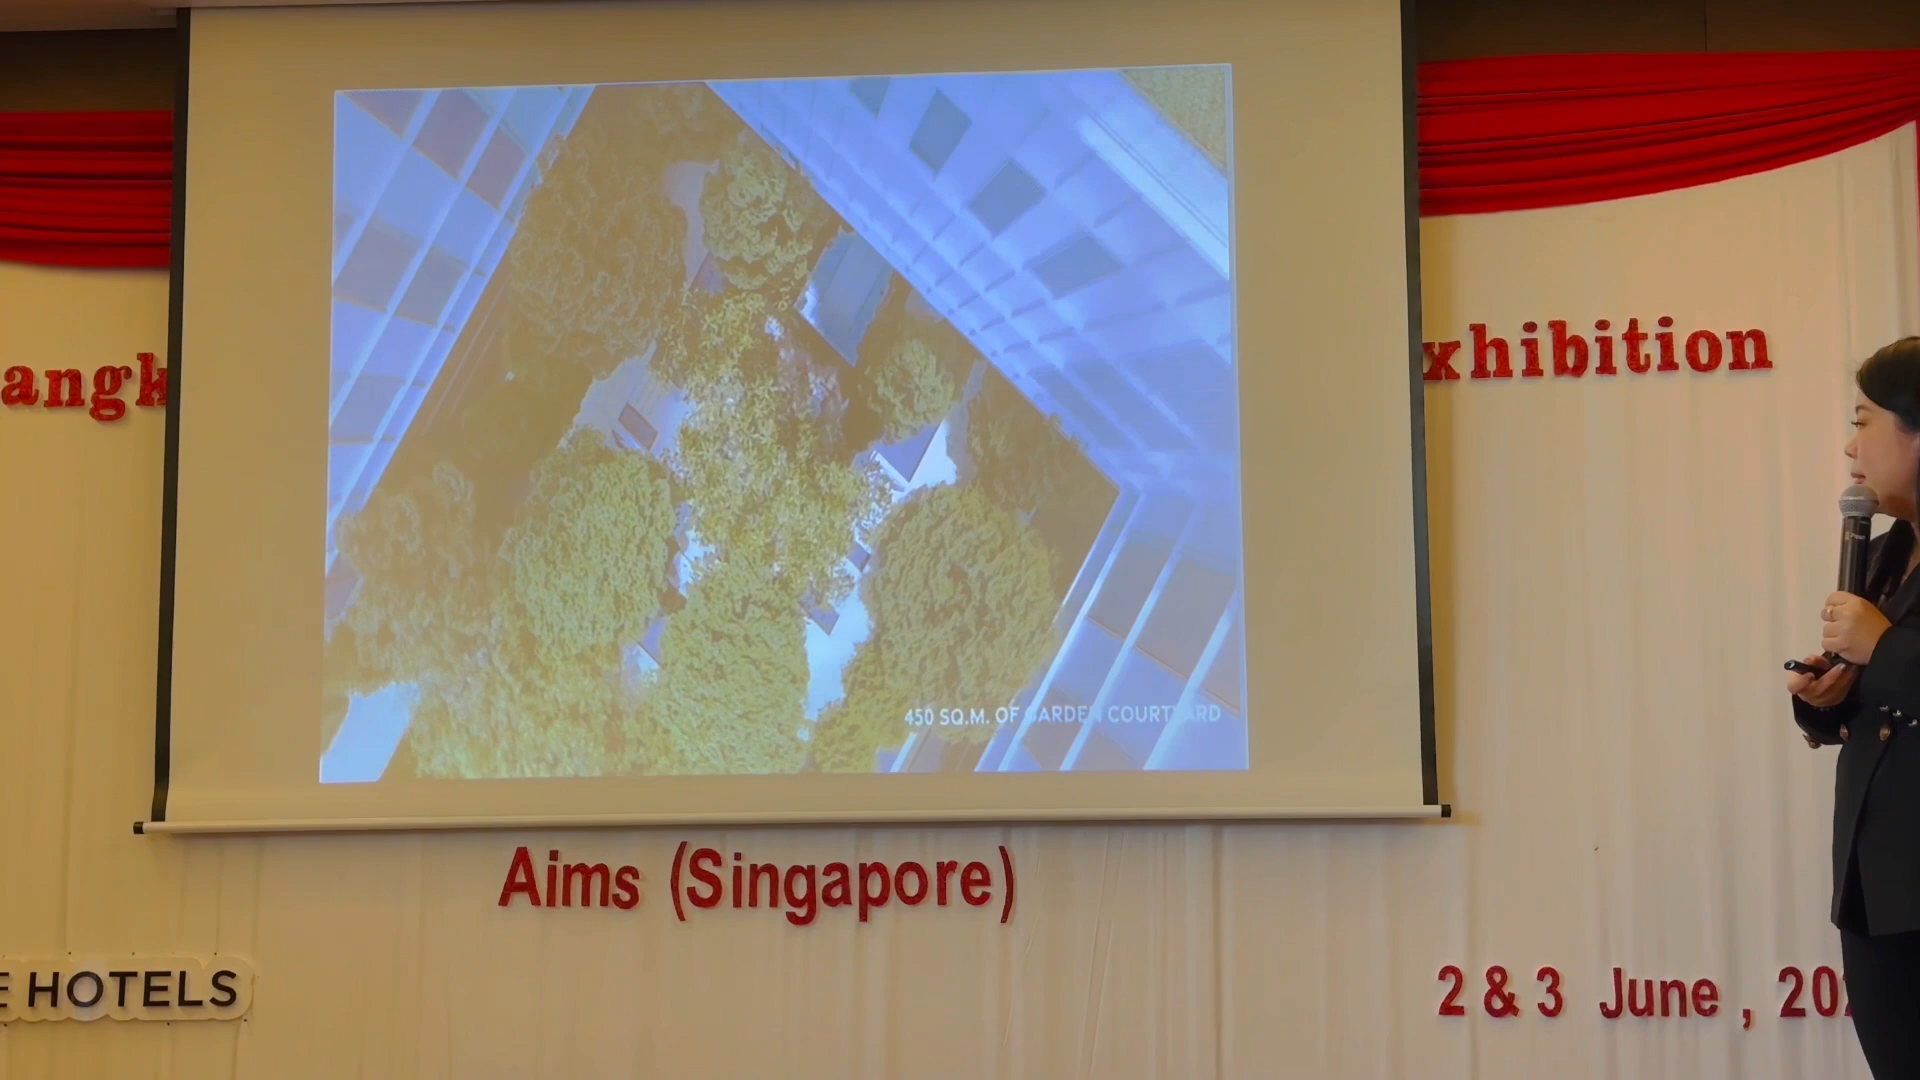 angk xhibition
450 SQ.M. OF GARDEN COURTYARD
Aims (Singapore)
E HOTELS
2 & 3 June , 20